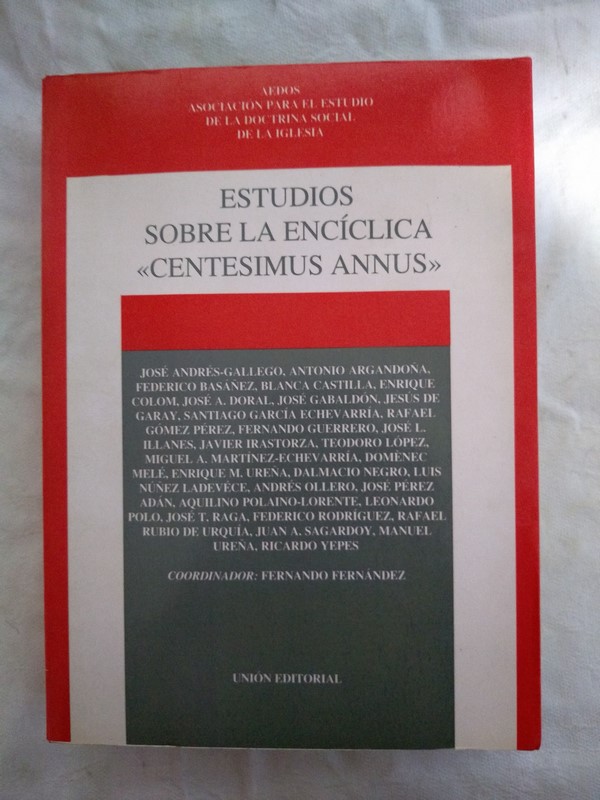 AEDOS
ASOCIACIÓN PARA EL ESTUDIO
DE LA DOCTRINA SOCIAL
DE LA IGLESIA
ESTUDIOS
SOBRE LA ENCÍCLICA
«CENTESIMUS ANNUS»
JOSÉ ANDRÉS-GALLEGO, ANTONIO ARGANDOÑA,
FEDERICO BASÁÑEZ, BLANCA CASTILLA, ENRIQUE
COLOM, JOSÉ A. DORAL, JOSÉ GABALDÓN, JESÚS DE
GARAY, SANTIAGO GARCÍA ECHEVARRÍA, RAFAEL
GÓMEZ PÉREZ, FERNANDO GUERRERO, JOSÉ L.
ILLANES, JAVIER IRASTORZA, TEODORO LÓPEZ,
MIGUEL A. MARTÍNEZ-ECHEVARRÍA, DOMÈNEC
MELÉ, ENRIQUE M. UREÑA, DALMACIO NEGRO, LUIS
NÚÑEZ LADEVÉCE, ANDRÉS OLLERO, JOSÉ PÉREZ
ADÁN, AQUILINO POLAINO-LORENTE, LEONARDO
POLO, JOSÉ T. RAGA, FEDERICO RODRÍGUEZ, RAFAEL
RUBIO DE URQUÍA, JUAN A. SAGARDOY, MANUEL
UREÑA, RICARDO YEPES
COORDINADOR: FERNANDO FERNÁNDEZ
UNIÓN EDITORIAL